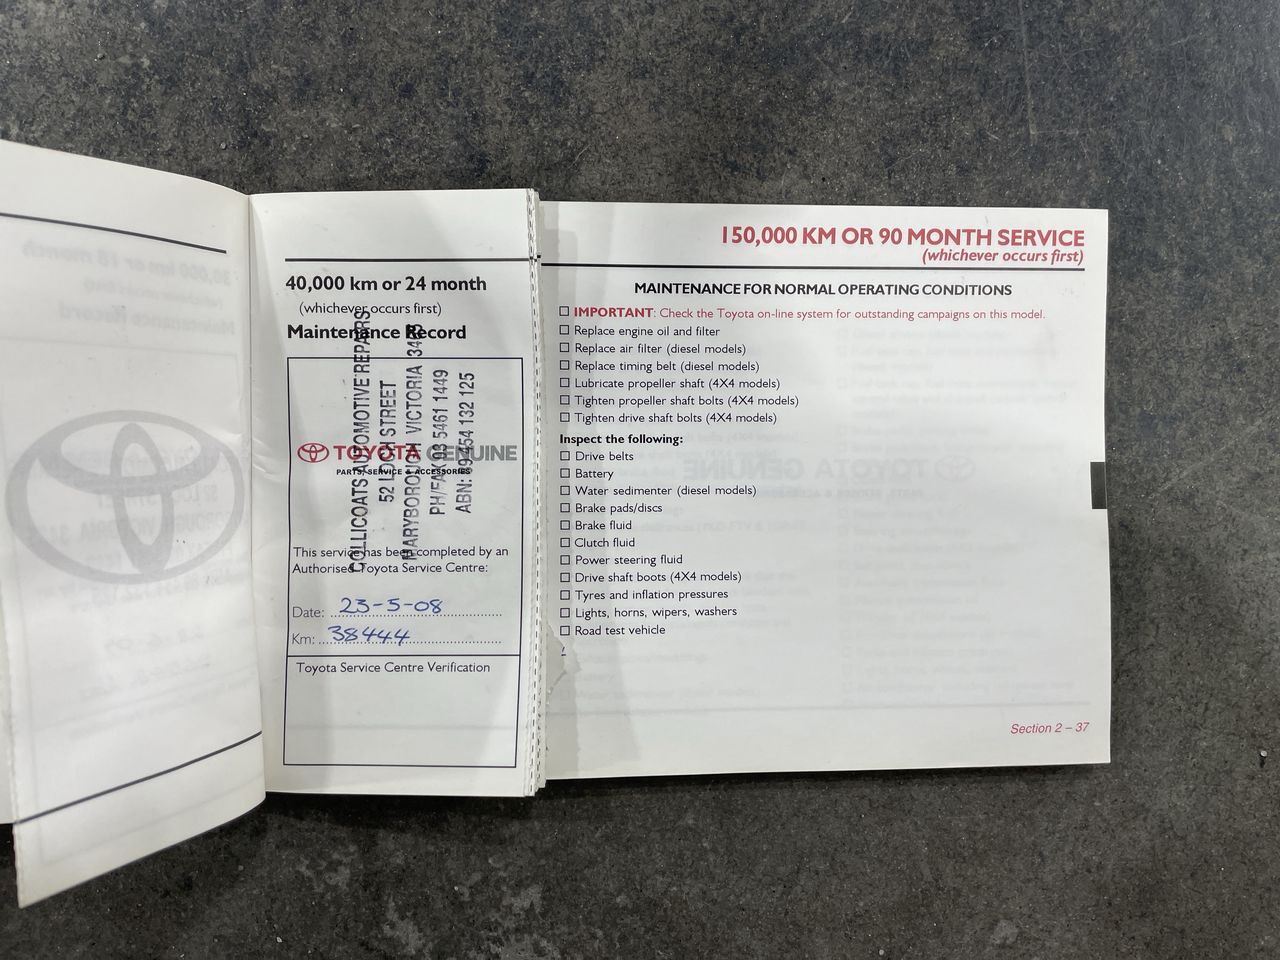 40,000 km or 24 month
(whichever occurs first)
Maintenance Record
COLLICOATS AUTOMOTIVE REPAIRS
52 LOCH STREET
MARYBOROUGH VICTORIA
PH/FAX 03 5461 1449
ABN: 69 454 132 125
TOYOTA GENUINE
PARTS, SERVICE & ACCESSORIES
This service has been completed by an
Authorised Toyota Service Centre:
Date: 23-5-08
Km: 38444
Toyota Service Centre Verification
150,000 KM OR 90 MONTH SERVICE
(whichever occurs first)
MAINTENANCE FOR NORMAL OPERATING CONDITIONS
IMPORTANT: Check the Toyota on-line system for outstanding campaigns on this model.
Replace engine oil and filter
Replace air filter (diesel models)
Replace timing belt (diesel models)
Lubricate propeller shaft (4X4 models)
Tighten propeller shaft bolts (4X4 models)
Tighten drive shaft bolts (4X4 models)
Inspect the following:
Drive belts
Battery
Water sedimenter (diesel models)
Brake pads/discs
Brake fluid
Clutch fluid
Power steering fluid
Drive shaft boots (4X4 models)
Tyres and inflation pressures
Lights, horns, wipers, washers
Road test vehicle
Section 2 – 37